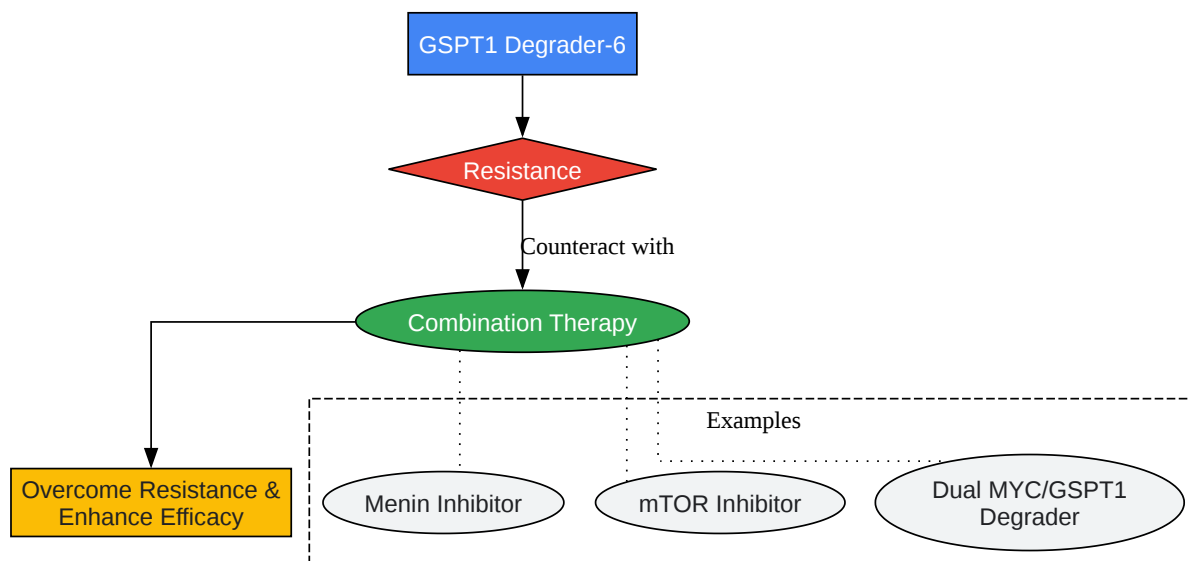 GSPT1 Degrader-6
Resistance
Counteract with
Combination Therapy
Examples
Overcome Resistance &
Enhance Efficacy
Menin Inhibitor
mTOR Inhibitor
Dual MYC/GSPT1
Degrader